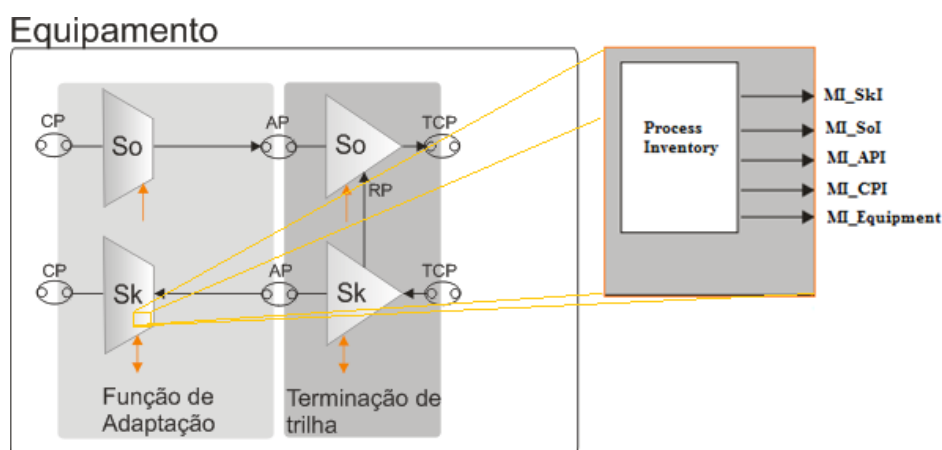 Equipamento
CP
So
AP
So
TCP
RP
CP
Sk
AP
Sk
TCP
Função de
Adaptação
Terminação de
trilha
Process
Inventory
MI_SkI
MI_SoI
MI_API
MI_CPI
MI_Equipment